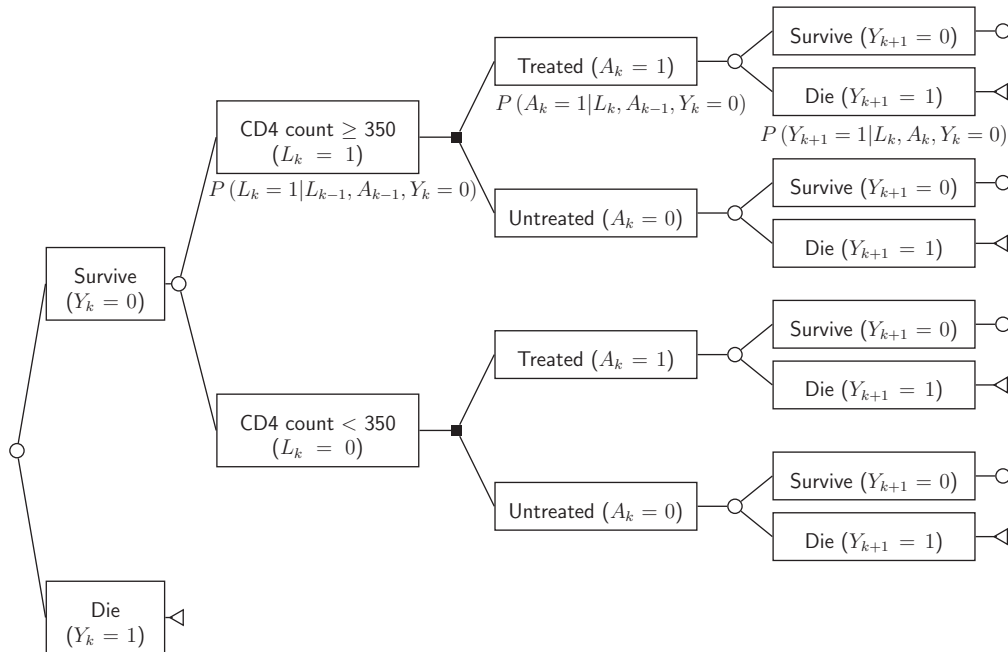 Survive (Y_{k+1} = 0)
Treated (A_k = 1)
Die (Y_{k+1} = 1)
P (A_k = 1|L_k, A_{k−1}, Y_k = 0)
P (Y_{k+1} = 1|L_k, A_k, Y_k = 0)
CD4 count ≥ 350
(L_k = 1)
P (L_k = 1|L_{k−1}, A_{k−1}, Y_k = 0)
Survive (Y_{k+1} = 0)
Untreated (A_k = 0)
Die (Y_{k+1} = 1)
Survive
(Y_k = 0)
Survive (Y_{k+1} = 0)
Treated (A_k = 1)
Die (Y_{k+1} = 1)
CD4 count < 350
(L_k = 0)
Survive (Y_{k+1} = 0)
Untreated (A_k = 0)
Die (Y_{k+1} = 1)
Die
(Y_k = 1)